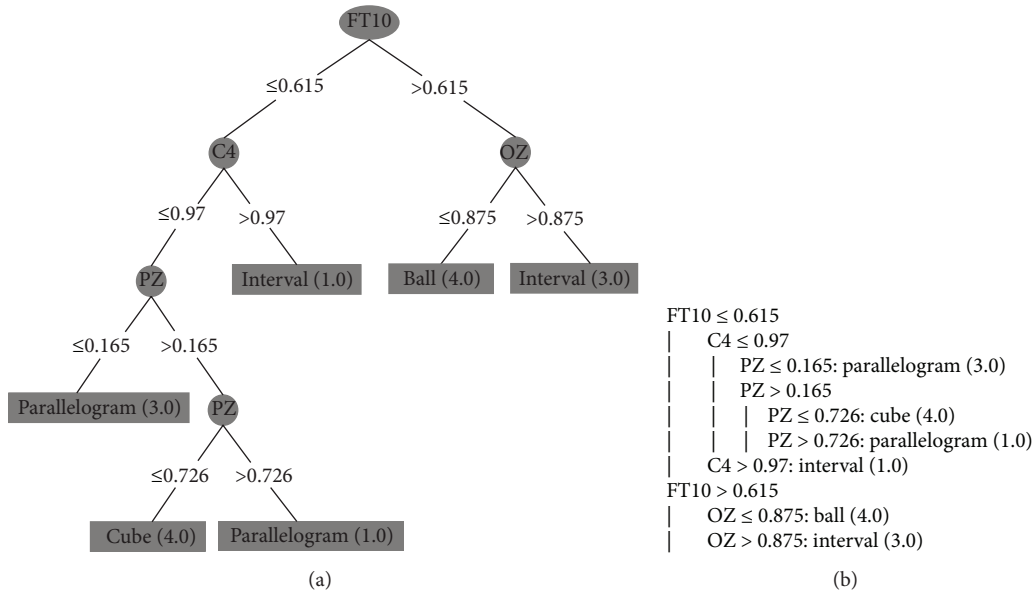 FT10
≤0.615 >0.615
C4 OZ
≤0.97 >0.97 ≤0.875 >0.875
PZ Interval (1.0) Ball (4.0) Interval (3.0)
≤0.165 >0.165
Parallelogram (3.0) PZ
≤0.726 >0.726
Cube (4.0) Parallelogram (1.0)
(a)
FT10 ≤ 0.615
| C4 ≤ 0.97
| | PZ ≤ 0.165: parallelogram (3.0)
| | PZ > 0.165
| | | PZ ≤ 0.726: cube (4.0)
| | | PZ > 0.726: parallelogram (1.0)
| C4 > 0.97: interval (1.0)
FT10 > 0.615
| OZ ≤ 0.875: ball (4.0)
| OZ > 0.875: interval (3.0)
(b)